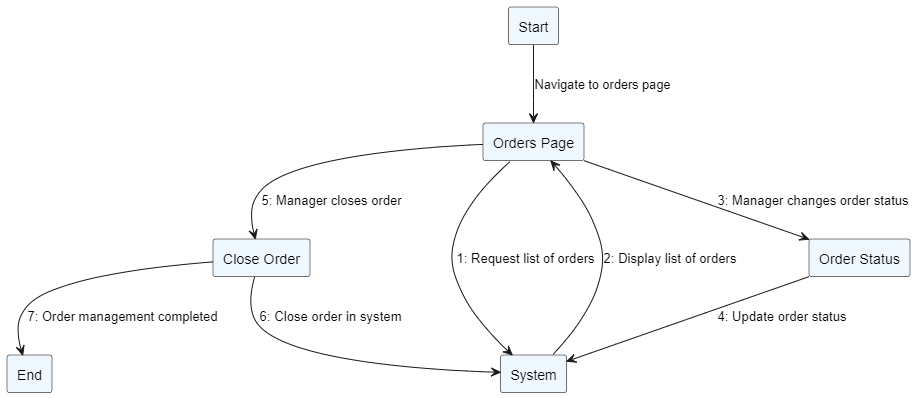 Start
Navigate to orders page
Orders Page
5: Manager closes order
3: Manager changes order status
Close Order
1: Request list of orders
2: Display list of orders
Order Status
7: Order management completed
6: Close order in system
4: Update order status
End
System